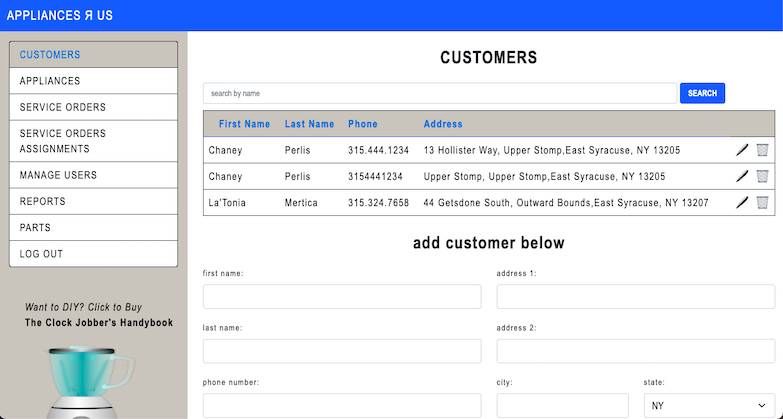 APPLIANCES Я US
CUSTOMERS
APPLIANCES
SERVICE ORDERS
SERVICE ORDERS
ASSIGNMENTS
MANAGE USERS
REPORTS
PARTS
LOG OUT
Want to DIY? Click to Buy
The Clock Jobber's Handybook
CUSTOMERS
search by name
SEARCH
First Name Last Name Phone Address
Chaney Perlis 315.444.1234 13 Hollister Way, Upper Stomp,East Syracuse, NY 13205
Chaney Perlis 3154441234 Upper Stomp, Upper Stomp,East Syracuse, NY 13205
La'Tonia Mertica 315.324.7658 44 Getsdone South, Outward Bounds,East Syracuse, NY 13207
add customer below
first name: address 1:
last name: address 2:
phone number: city: state:
NY